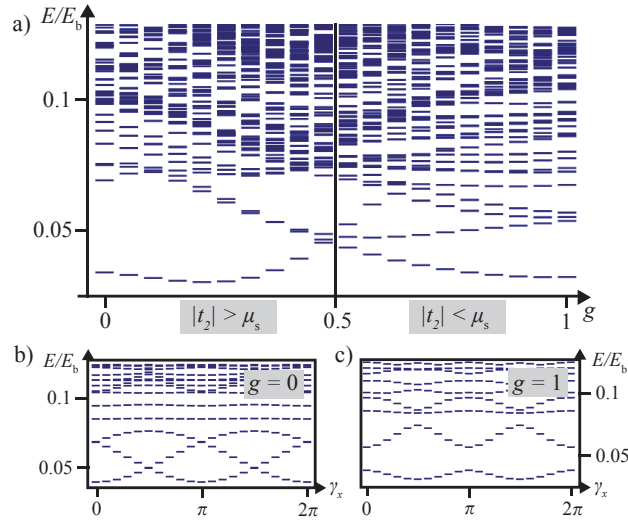 a)
E/E_b
0.1
0.05
0
|t_2| > μ_s
0.5
|t_2| < μ_s
1
g
b)
E/E_b
g = 0
0.1
0.05
0
π
2π
γ_x
c)
E/E_b
g = 1
0.1
0.05
0
π
2π
γ_x